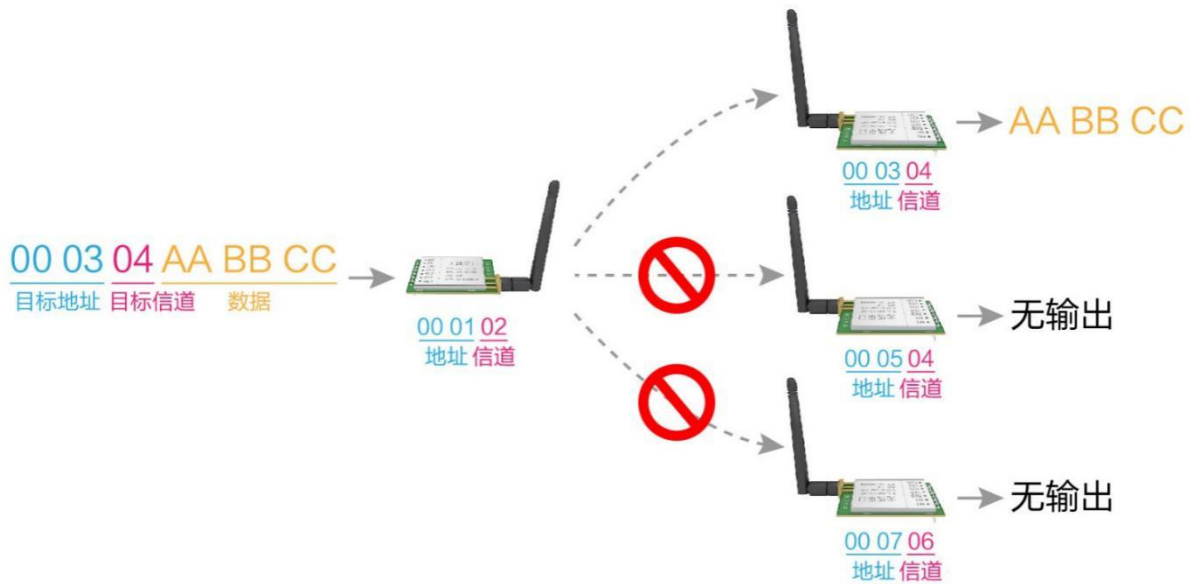 00 03 04 AA BB CC
目标地址 目标信道 数据
00 01 02
地址 信道
AA BB CC
00 03 04
地址 信道
无输出
00 05 04
地址 信道
无输出
00 07 06
地址 信道